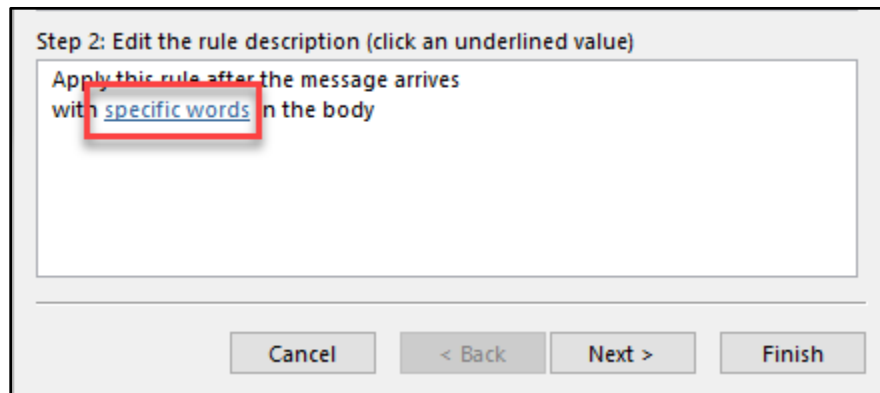 Step 2: Edit the rule description (click an underlined value)
Apply this rule after the message arrives
with specific words in the body
Cancel
< Back
Next >
Finish